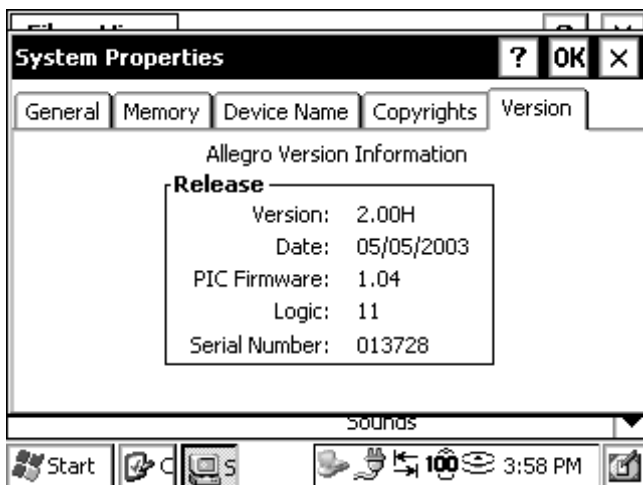 System Properties ? OK ×
General Memory Device Name Copyrights Version
Allegro Version Information
Release
Version: 2.00H
Date: 05/05/2003
PIC Firmware: 1.04
Logic: 11
Serial Number: 013728
Sounds
Start C S 100 3:58 PM